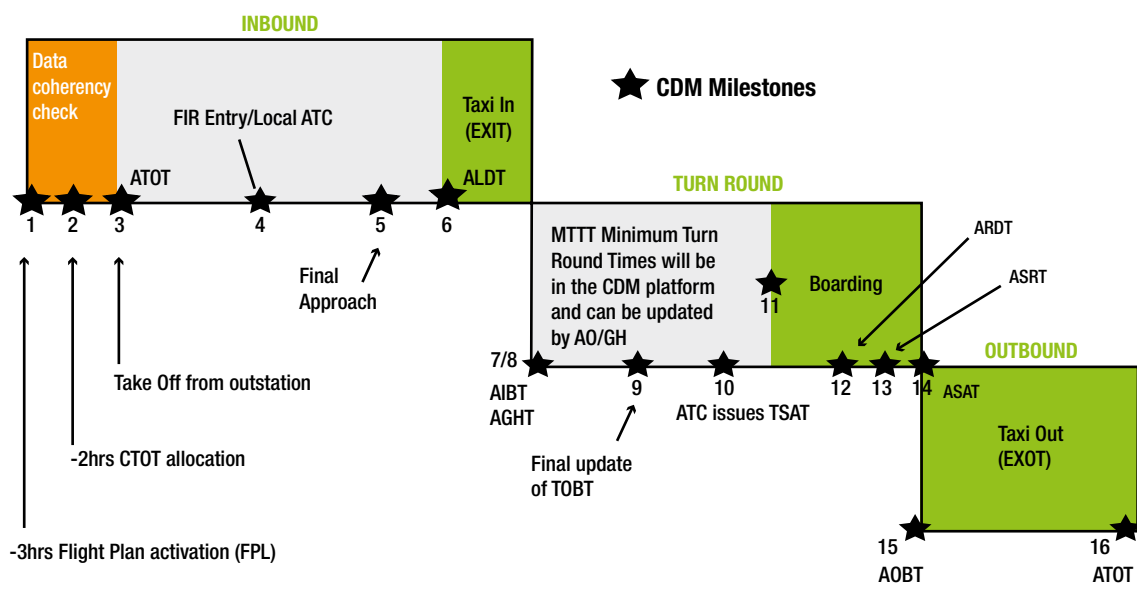 INBOUND
Data
coherency
check
FIR Entry/Local ATC
Taxi In
(EXIT)
CDM Milestones
ATOT
ALDT
1
2
3
4
5
6
Final
Approach
Take Off from outstation
-2hrs CTOT allocation
-3hrs Flight Plan activation (FPL)
TURN ROUND
MTTT Minimum Turn
Round Times will be
in the CDM platform
and can be updated
by AO/GH
11
Boarding
ARDT
ASRT
7/8
AIBT
AGHT
9
10
12
13
14
ATC issues TSAT
Final update
of TOBT
OUTBOUND
ASAT
Taxi Out
(EXOT)
15
AOBT
16
ATOT